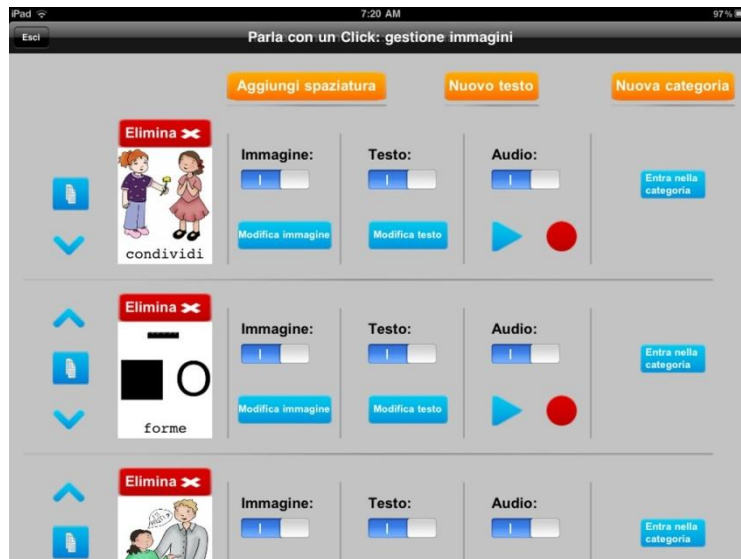 iPad 7:20 AM 97%
Esci Parla con un Click: gestione immagini
Aggiungi spaziatura Nuovo testo Nuova categoria
Elimina
Immagine: Testo: Audio:
Entra nella
categoria
Modifica immagine Modifica testo
condividi
Elimina
Immagine: Testo: Audio:
Entra nella
categoria
Modifica immagine Modifica testo
forme
Elimina
Immagine: Testo: Audio:
Entra nella
categoria